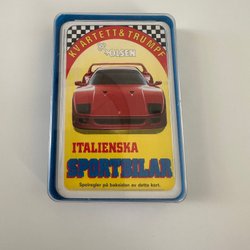 KVARTETT & TRUMPF
OLSEN
ITALIENSKA
SPORTBILAR
Spelregler på baksidan av detta kort.